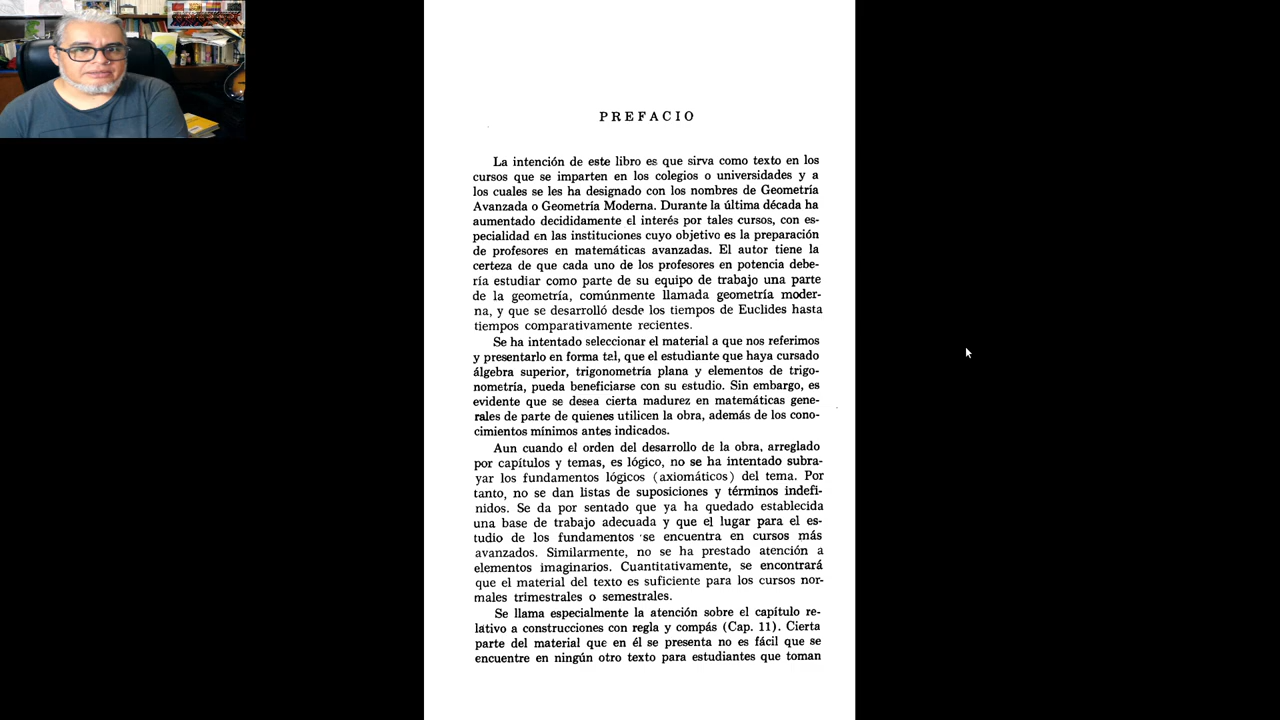 PREFACIO
La intención de este libro es que sirva como texto en los
cursos que se imparten en los colegios o universidades y a
los cuales se les ha designado con los nombres de Geometría
Avanzada o Geometría Moderna. Durante la última década ha
aumentado decididamente el interés por tales cursos, con es-
pecialidad en las instituciones cuyo objetivo es la preparación
de profesores en matemáticas avanzadas. El autor tiene la
certeza de que cada uno de los profesores en potencia debe-
ría estudiar como parte de su equipo de trabajo una parte
de la geometría, comúnmente llamada geometría moder-
na, y que se desarrolló desde los tiempos de Euclides hasta
tiempos comparativamente recientes.
Se ha intentado seleccionar el material a que nos referimos
y presentarlo en forma tal, que el estudiante que haya cursado
álgebra superior, trigonometría plana y elementos de trigo-
nometría, pueda beneficiarse con su estudio. Sin embargo, es
evidente que se desea cierta madurez en matemáticas gene-
rales de parte de quienes utilicen la obra, además de los cono-
cimientos mínimos antes indicados.
Aun cuando el orden del desarrollo de la obra, arreglado
por capítulos y temas, es lógico, no se ha intentado subra-
yar los fundamentos lógicos (axiomáticos) del tema. Por
tanto, no se dan listas de suposiciones y términos indefi-
nidos. Se da por sentado que ya ha quedado establecida
una base de trabajo adecuada y que el lugar para el es-
tudio de los fundamentos se encuentra en cursos más
avanzados. Similarmente, no se ha prestado atención a
elementos imaginarios. Cuantitativamente, se encontrará
que el material del texto es suficiente para los cursos nor-
males trimestrales o semestrales.
Se llama especialmente la atención sobre el capítulo re-
lativo a construcciones con regla y compás (Cap. 11). Cierta
parte del material que en él se presenta no es fácil que se
encuentre en ningún otro texto para estudiantes que toman